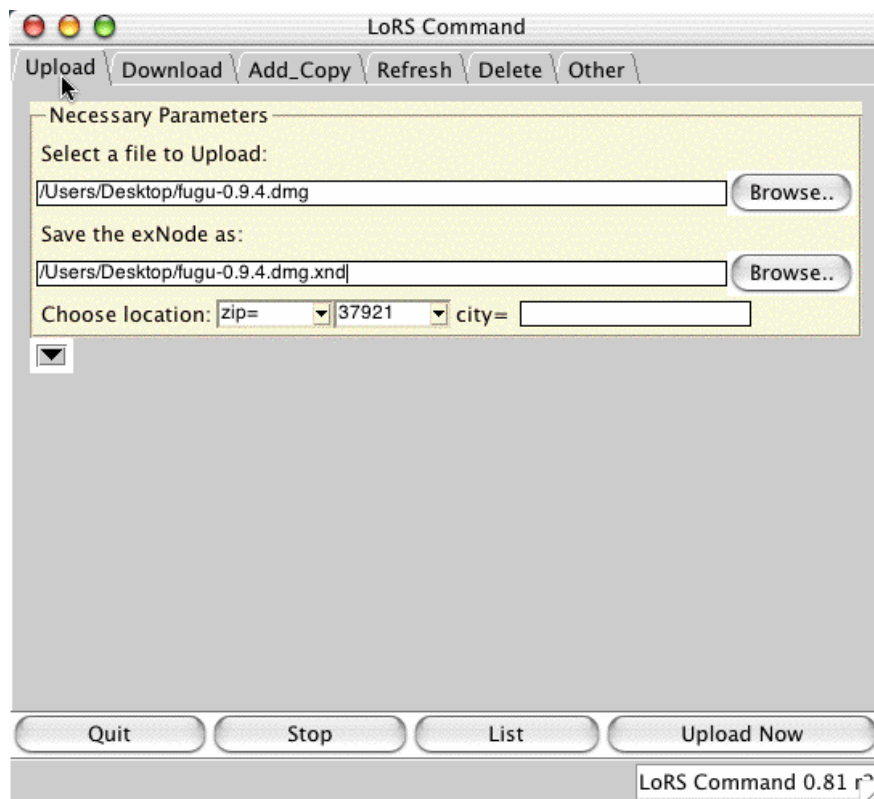 LoRS Command
Upload Download Add_Copy Refresh Delete Other
Necessary Parameters
Select a file to Upload:
/Users/Desktop/fugu-0.9.4.dmg Browse..
Save the exNode as:
/Users/Desktop/fugu-0.9.4.dmg.xnd Browse..
Choose location: zip= 37921 city=
Quit Stop List Upload Now
LoRS Command 0.81